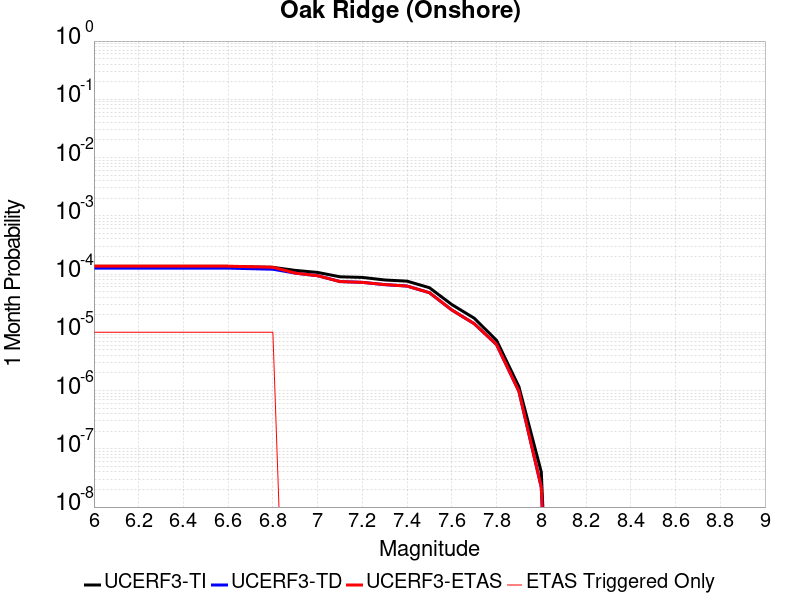 Oak Ridge (Onshore)
10^0
10^-1
10^-2
10^-3
10^-4
10^-5
10^-6
10^-7
10^-8
1 Month Probability
6 6.2 6.4 6.6 6.8 7 7.2 7.4 7.6 7.8 8 8.2 8.4 8.6 8.8 9
Magnitude
UCERF3-TI UCERF3-TD UCERF3-ETAS ETAS Triggered Only